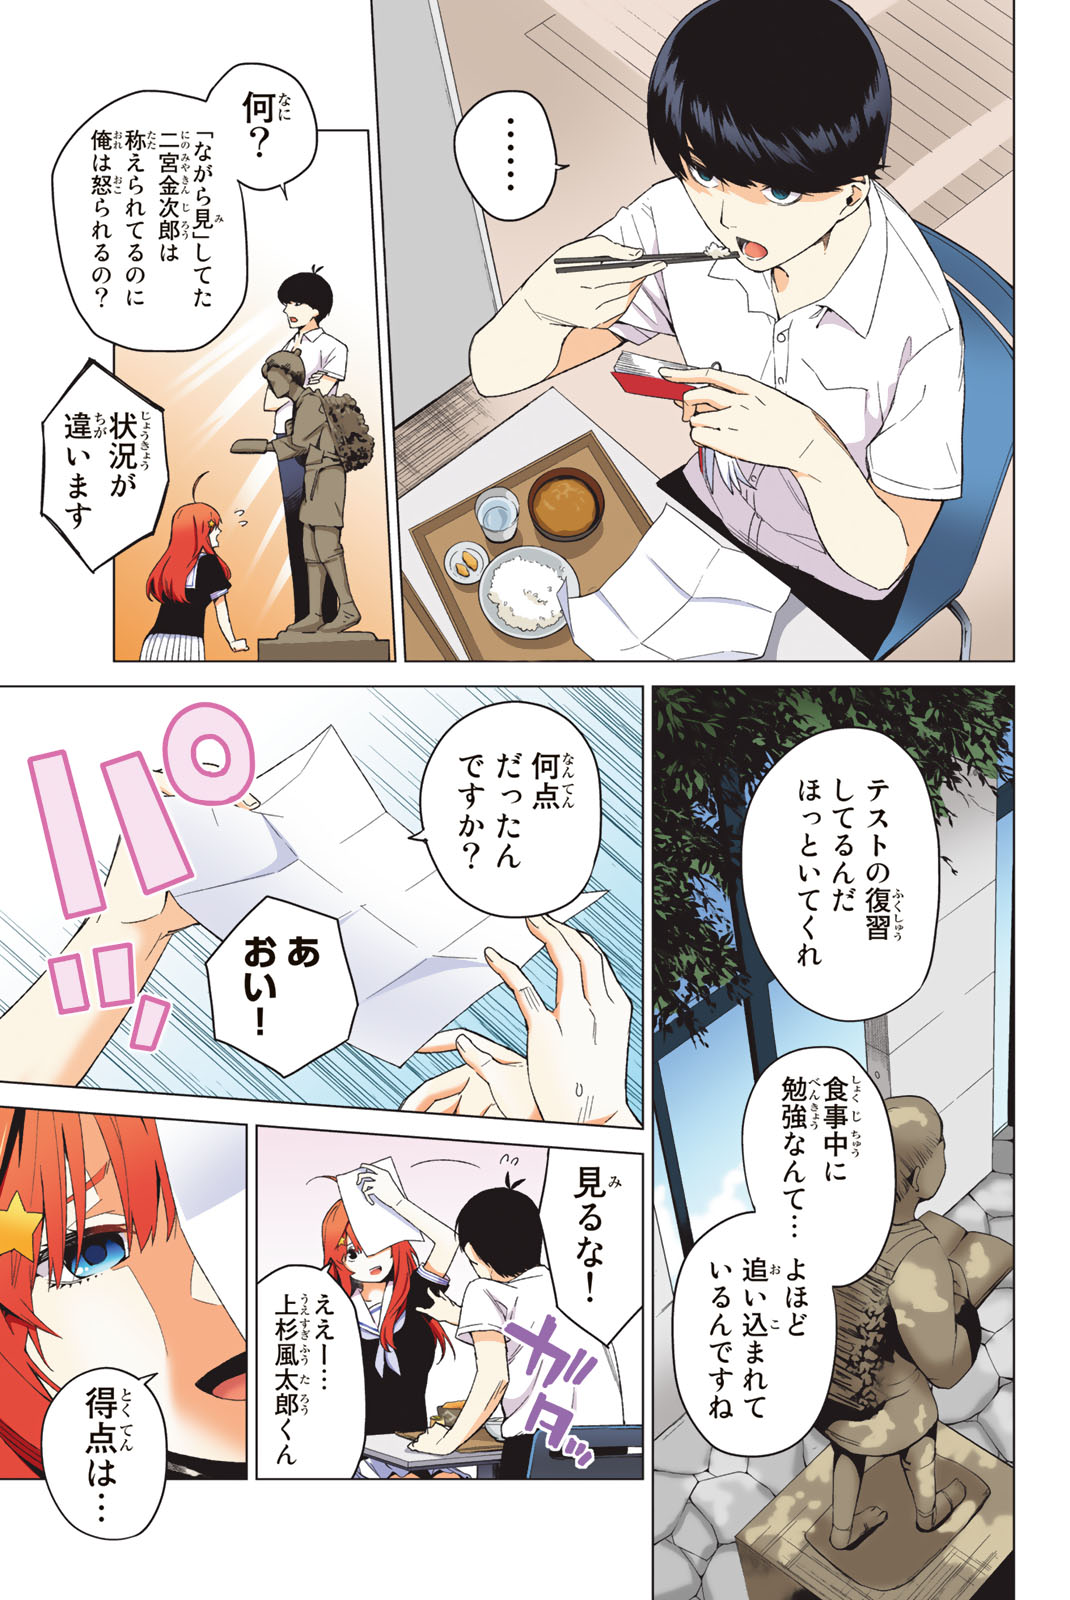 ……
何?
「ながら見」してた
二宮金次郎は
称えられてるのに
俺は怒られるの?
状況が
違います
テストの復習
してるんだ
ほっといてくれ
食事中に
勉強なんて…
よほど
追い込まれて
いるんですね
何点
だったん
ですか?
あ
おい!
パッ
見るな!
ガタッ
ええー…
上杉風太郎くん
得点は…